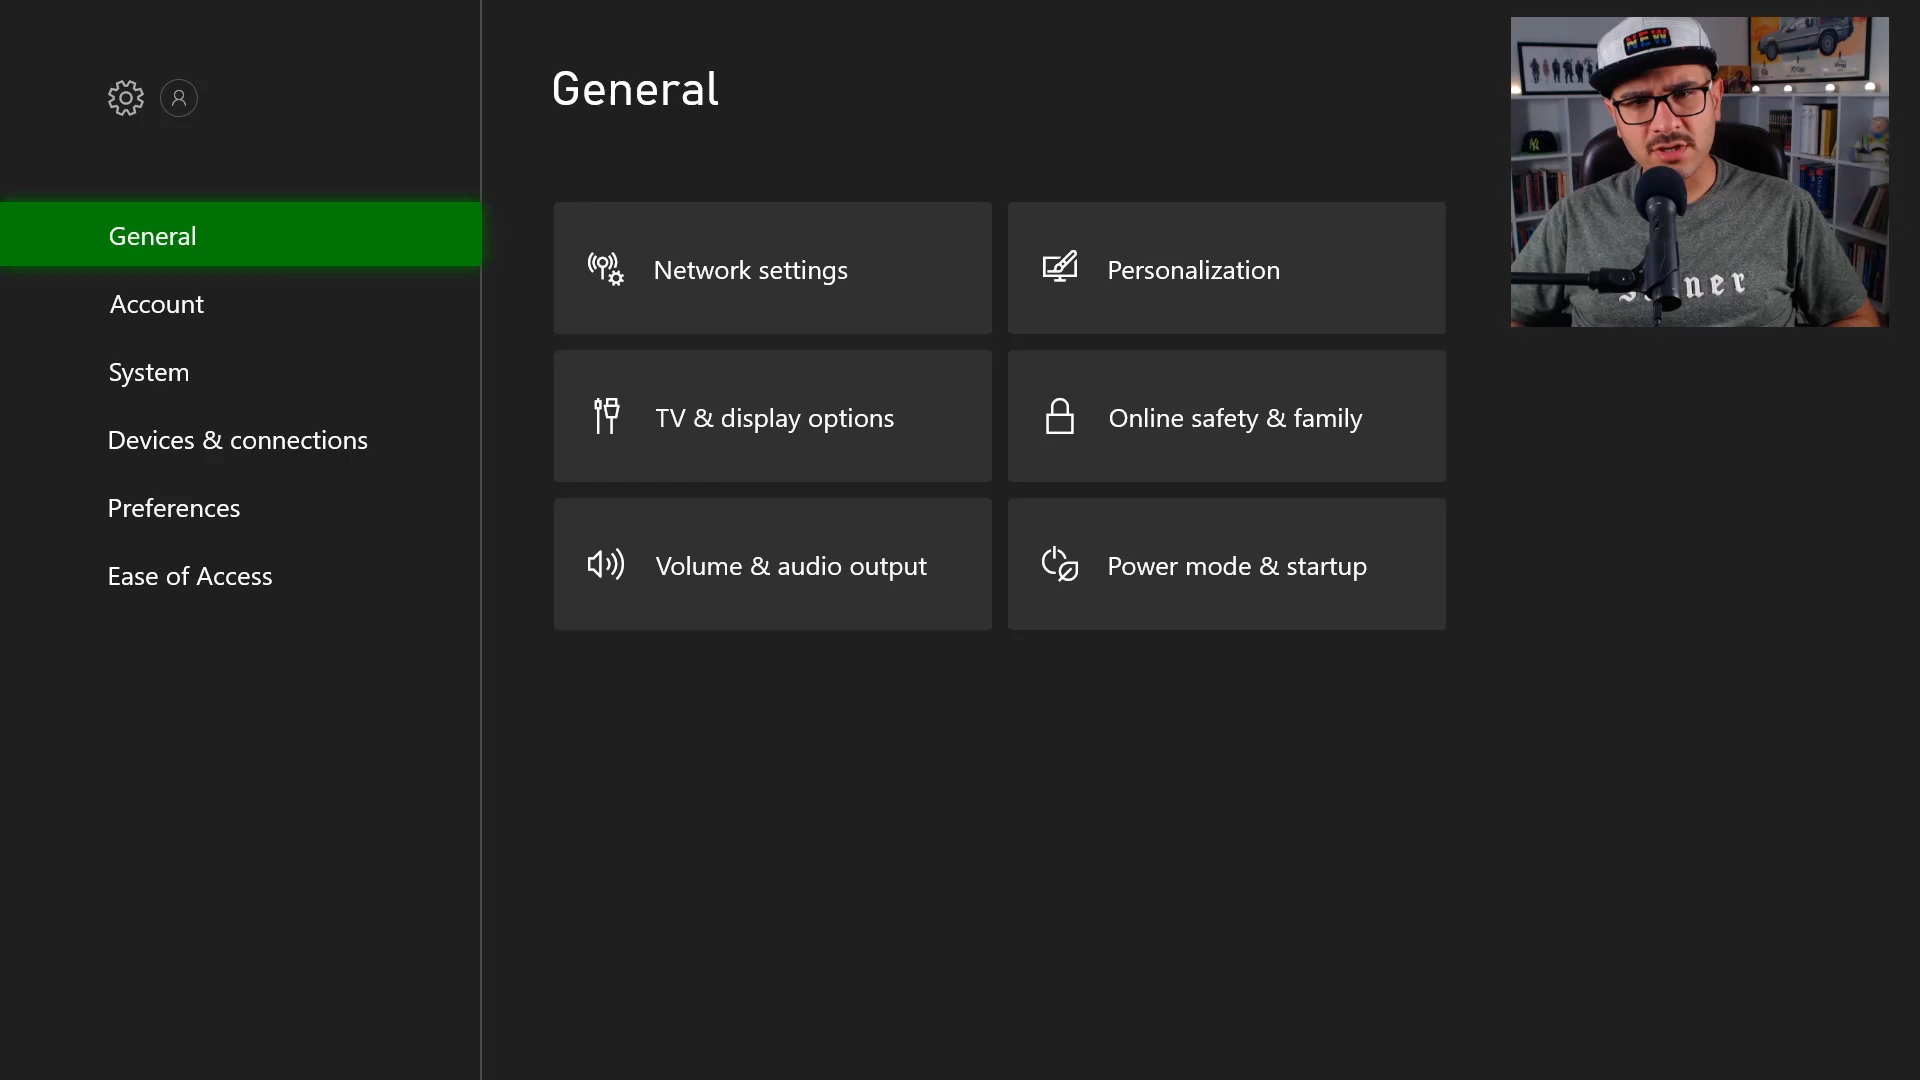 General
General
Account
System
Devices & connections
Preferences
Ease of Access
Network settings
Personalization
TV & display options
Online safety & family
Volume & audio output
Power mode & startup
NEW